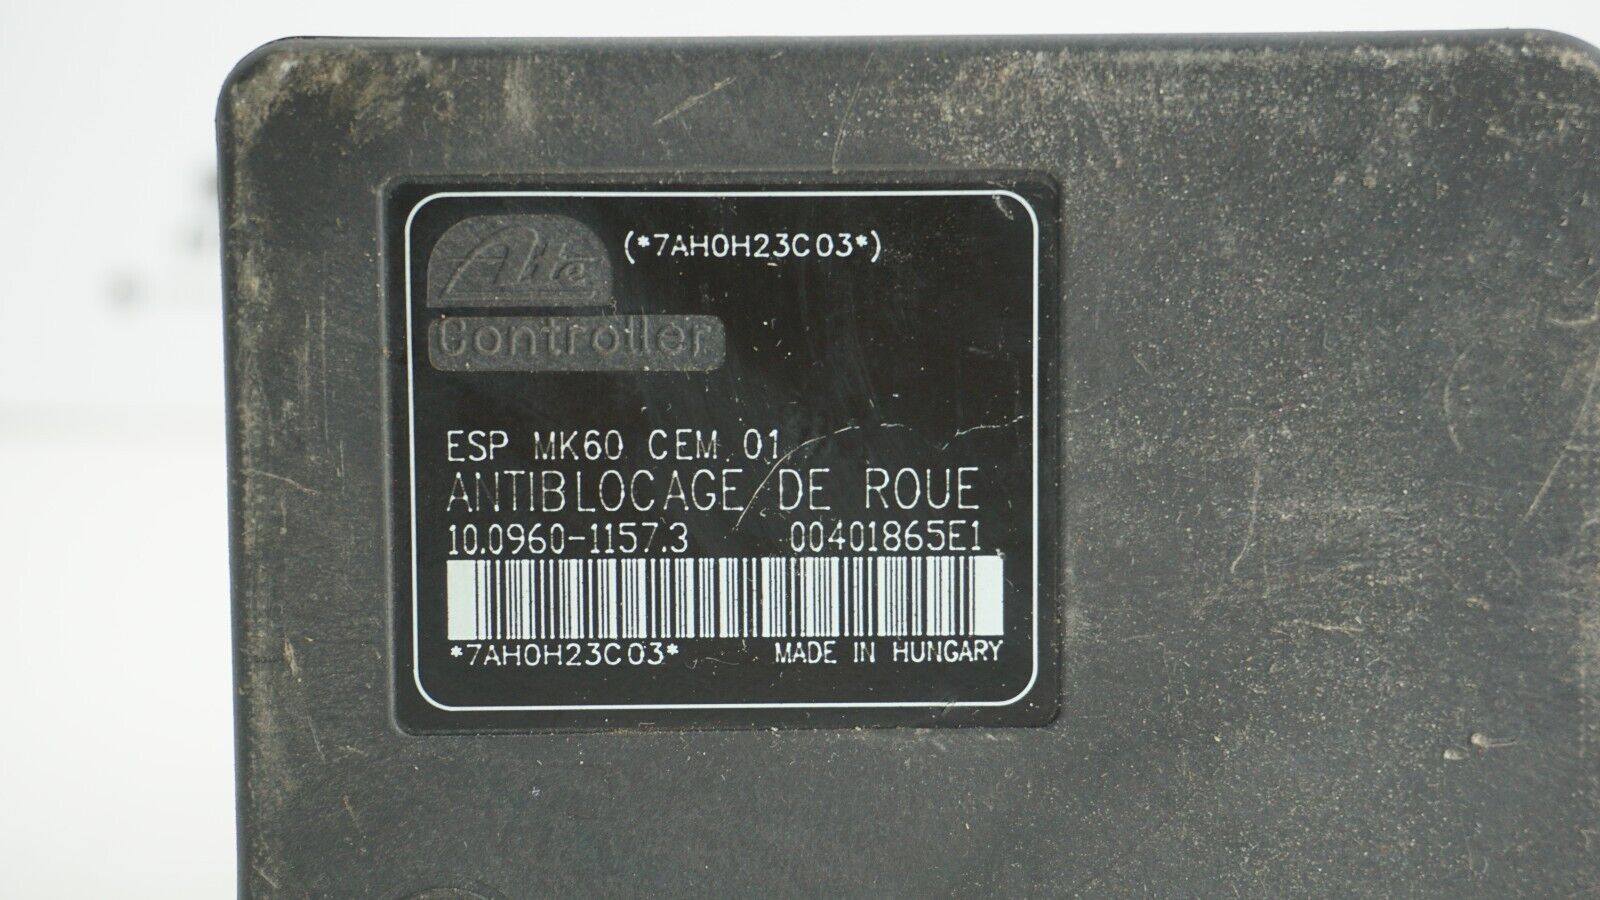 Ate (*7AH0H23C03*)
Controller
ESP MK60 CEM 01
ANTIBLOCAGE DE ROUE
10.0960-1157.3 00401865E1
*7AH0H23C03* MADE IN HUNGARY